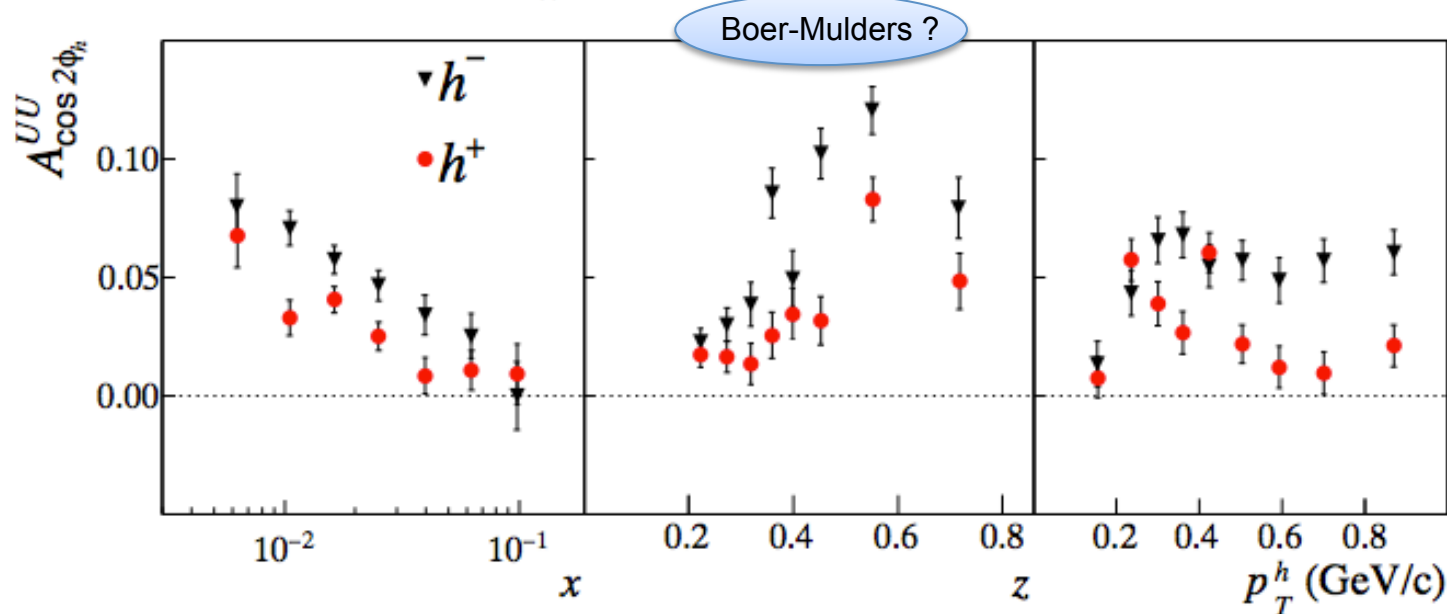 Boer-Mulders ?
A^{UU}_{cos 2ϕ_h}
h⁻
h⁺
0.10
0.05
0.00
10⁻² 10⁻¹
0.2 0.4 0.6 0.8
0.2 0.4 0.6 0.8
x
z
p_T^h (GeV/c)